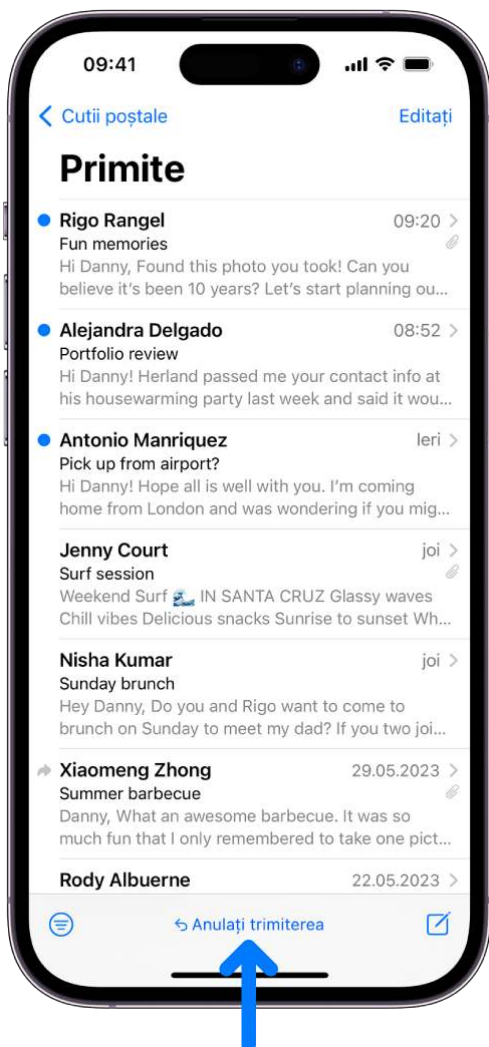 09:41
Cutii poștale
Editați
Primite
Rigo Rangel 09:20
Fun memories
Hi Danny, Found this photo you took! Can you
believe it's been 10 years? Let's start planning ou...
Alejandra Delgado 08:52
Portfolio review
Hi Danny! Herland passed me your contact info at
his housewarming party last week and said it wou...
Antonio Manriquez Ieri
Pick up from airport?
Hi Danny! Hope all is well with you. I'm coming
home from London and was wondering if you mig...
Jenny Court joi
Surf session
Weekend Surf 🌊 IN SANTA CRUZ Glassy waves
Chill vibes Delicious snacks Sunrise to sunset Wh...
Nisha Kumar joi
Sunday brunch
Hey Danny, Do you and Rigo want to come to
brunch on Sunday to meet my dad? If you two joi...
Xiaomeng Zhong 29.05.2023
Summer barbecue
Danny, What an awesome barbecue. It was so
much fun that I only remembered to take one pict...
Rody Albuerne 22.05.2023
Anulați trimiterea